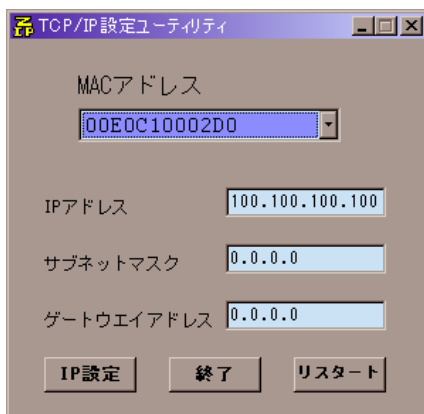 TCP/IP設定ユーティリティ
MACアドレス
00E0C10002D0
IPアドレス
100.100.100.100
サブネットマスク
0.0.0.0
ゲートウエイアドレス
0.0.0.0
IP設定
終了
リスタート